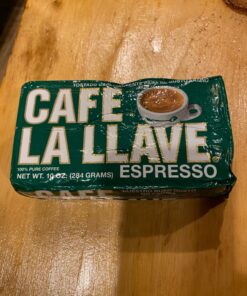 CAFE
LA LLAVE®
ESPRESSO
100% PURE COFFEE
NET WT. 10 OZ. (284 GRAMS)